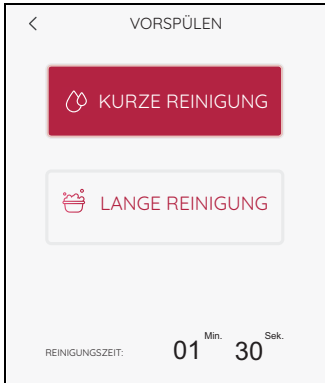 VORSPÜLEN
KURZE REINIGUNG
LANGE REINIGUNG
REINIGUNGSZEIT: 01 Min. 30 Sek.